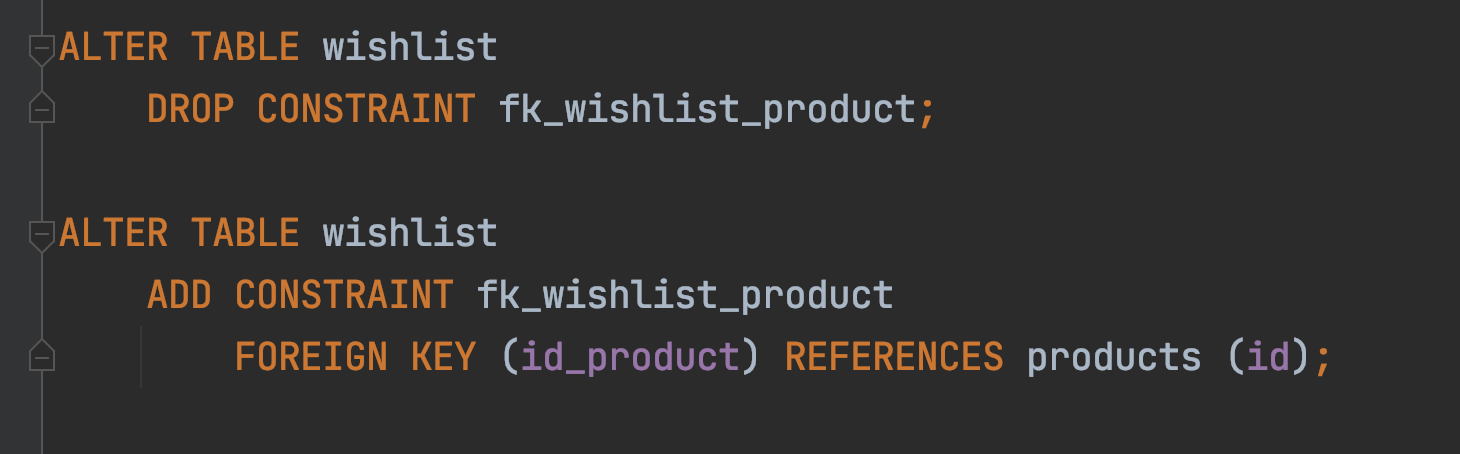 ALTER TABLE wishlist
    DROP CONSTRAINT fk_wishlist_product;

ALTER TABLE wishlist
    ADD CONSTRAINT fk_wishlist_product
        FOREIGN KEY (id_product) REFERENCES products (id);